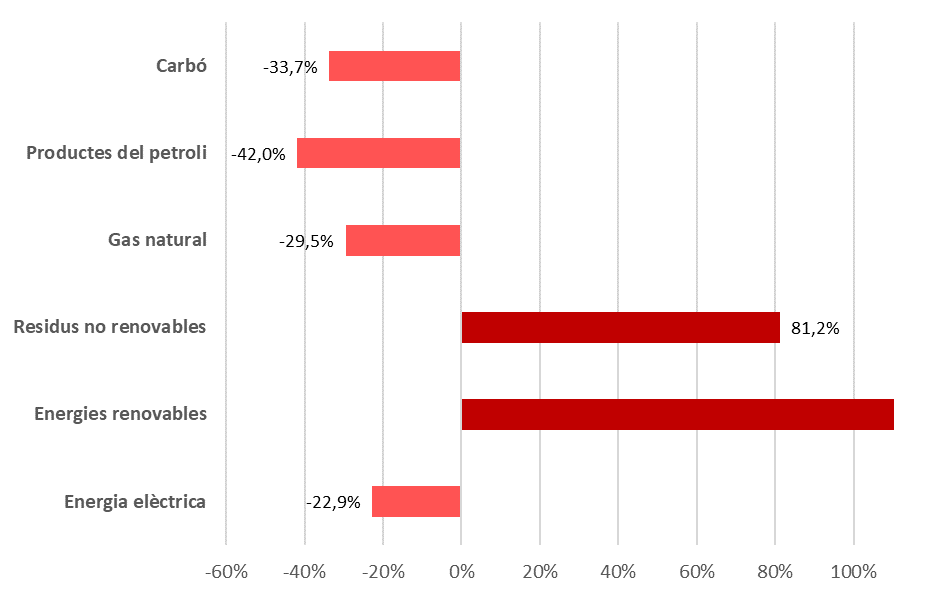 Carbó
-33,7%
Productes del petroli
-42,0%
Gas natural
-29,5%
Residus no renovables
81,2%
Energies renovables
Energia elèctrica
-22,9%
-60% -40% -20% 0% 20% 40% 60% 80% 100%